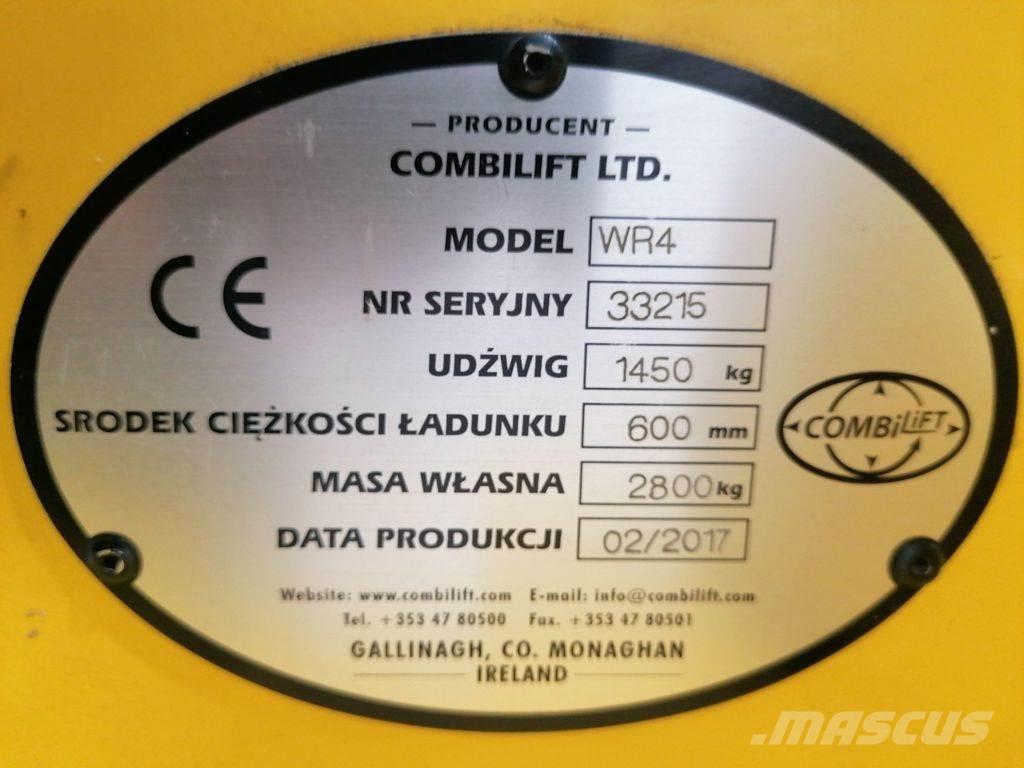 — PRODUCENT —
COMBILIFT LTD.
CE
MODEL WR4
NR SERYJNY 33215
UDŹWIG 1450 kg
SRODEK CIĘŻKOŚCI ŁADUNKU 600 mm
COMBiLiFT
MASA WŁASNA 2800 kg
DATA PRODUKCJI 02/2017
Website: www.combilift.com E-mail: info@combilift.com
Tel. +353 47 80500 Fax. +353 47 80501
GALLINAGH, CO. MONAGHAN
IRELAND
.MASCUS